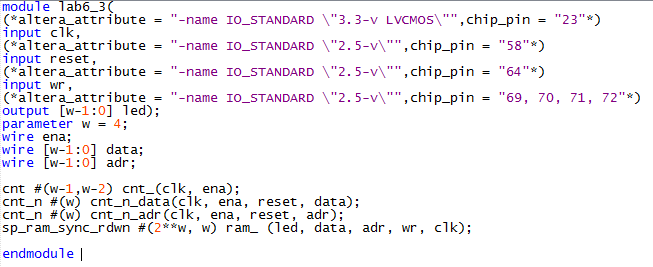 module lab6_3(
(*altera_attribute = "-name IO_STANDARD \"3.3-v LVCMOS\"",chip_pin = "23"*)
input clk,
(*altera_attribute = "-name IO_STANDARD \"2.5-v\"",chip_pin = "58"*)
input reset,
(*altera_attribute = "-name IO_STANDARD \"2.5-v\"",chip_pin = "64"*)
input wr,
(*altera_attribute = "-name IO_STANDARD \"2.5-v\"",chip_pin = "69, 70, 71, 72"*)
output [w-1:0] led);
parameter w = 4;
wire ena;
wire [w-1:0] data;
wire [w-1:0] adr;
cnt #(w-1,w-2) cnt_(clk, ena);
cnt_n #(w) cnt_n_data(clk, ena, reset, data);
cnt_n #(w) cnt_n_adr(clk, ena, reset, adr);
sp_ram_sync_rdwn #(2**w, w) ram_ (led, data, adr, wr, clk);
endmodule